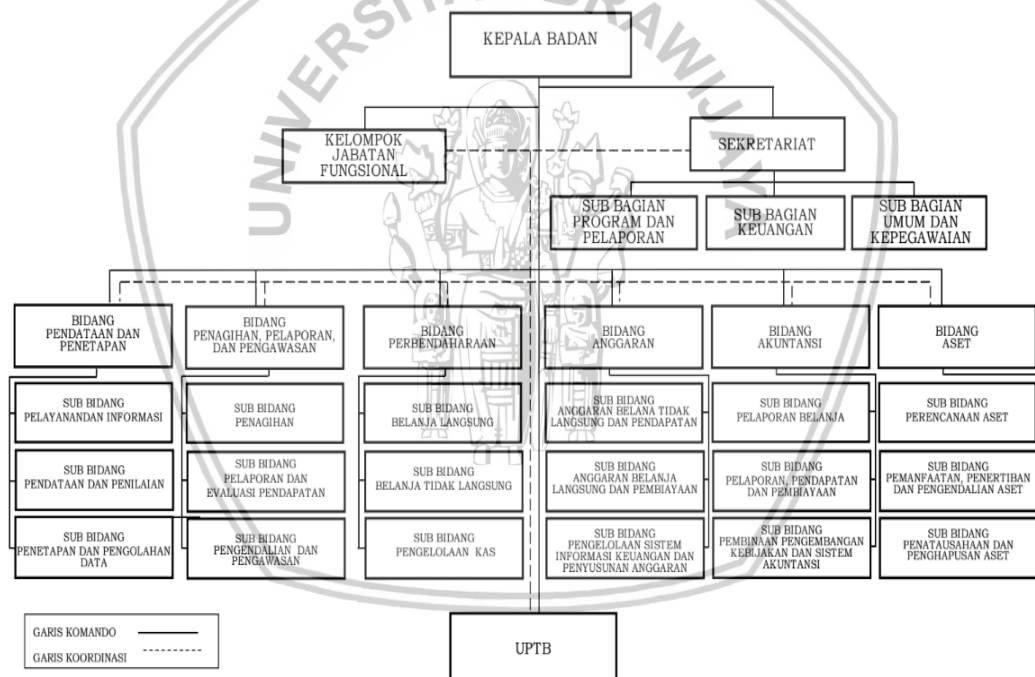 UNIVERSITAS BRAWIJAYA
KEPALA BADAN
KELOMPOK
JABATAN
FUNGSIONAL
SEKRETARIAT
SUB BAGIAN
PROGRAM DAN
PELAPORAN
SUB BAGIAN
KEUANGAN
SUB BAGIAN
UMUM DAN
KEPEGAWAIAN
BIDANG
PENDATAAN DAN
PENETAPAN
BIDANG
PENAGIHAN, PELAPORAN,
DAN PENGAWASAN
BIDANG
PERBENDAHARAAN
BIDANG
ANGGARAN
BIDANG
AKUNTANSI
BIDANG
ASET
SUB BIDANG
PELAYANANDAN INFORMASI
SUB BIDANG
PENAGIHAN
SUB BIDANG
BELANJA LANGSUNG
SUB BIDANG
ANGGARAN BELANA TIDAK
LANGSUNG DAN PENDAPATAN
SUB BIDANG
PELAPORAN BELANJA
SUB BIDANG
PERENCANAAN ASET
SUB BIDANG
PENDATAAN DAN PENILAIAN
SUB BIDANG
PELAPORAN DAN
EVALUASI PENDAPATAN
SUB BIDANG
BELANJA TIDAK LANGSUNG
SUB BIDANG
ANGGARAN BELANJA
LANGSUNG DAN PEMBIAYAAN
SUB BIDANG
PELAPORAN, PENDAPATAN
DAN PEMBIAYAAN
SUB BIDANG
PEMANFAATAN, PENERTIBAN
DAN PENGENDALIAN ASET
SUB BIDANG
PENETAPAN DAN PENGOLAHAN
DATA
SUB BIDANG
PENGENDALIAN DAN
PENGAWASAN
SUB BIDANG
PENGELOLAAN KAS
SUB BIDANG
PENGELOLAAN SISTEM
INFORMASI KEUANGAN DAN
PENYUSUNAN ANGGARAN
SUB BIDANG
PEMBINAAN PENGEMBANGAN
KEBIJAKAN DAN SISTEM
AKUNTANSI
SUB BIDANG
PENATAUSAHAAN DAN
PENGHAPUSAN ASET
GARIS KOMANDO
GARIS KOORDINASI
UPTB